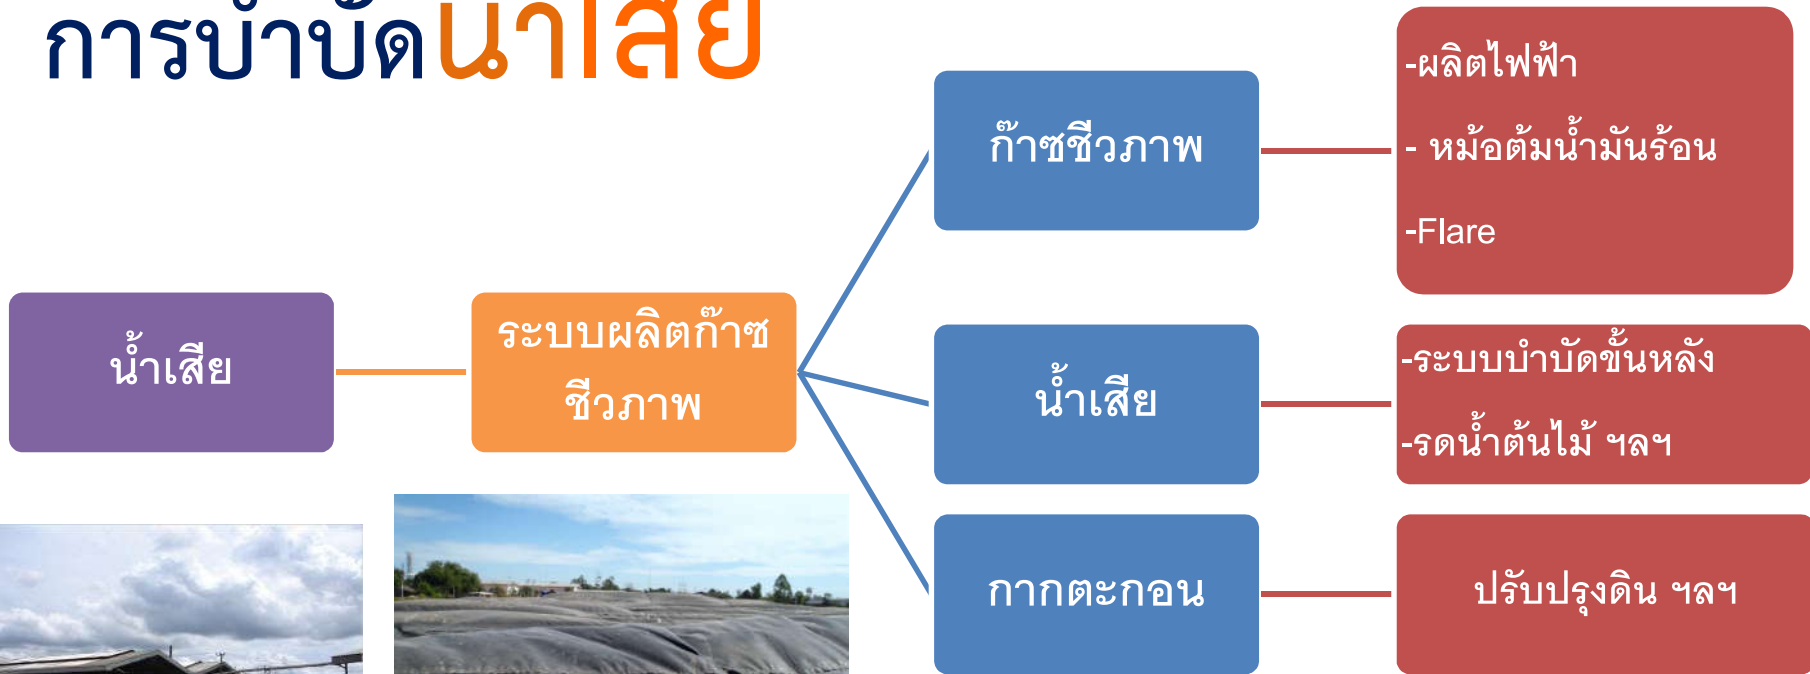 การบำบัดน้ำเสีย
น้ำเสีย
ระบบผลิตก๊าซ
ชีวภาพ
ก๊าซชีวภาพ
-ผลิตไฟฟ้า
- หม้อต้มน้ำมันร้อน
-Flare
น้ำเสีย
-ระบบบำบัดขั้นหลัง
-รดน้ำต้นไม้ ฯลฯ
กากตะกอน
ปรับปรุงดิน ฯลฯ